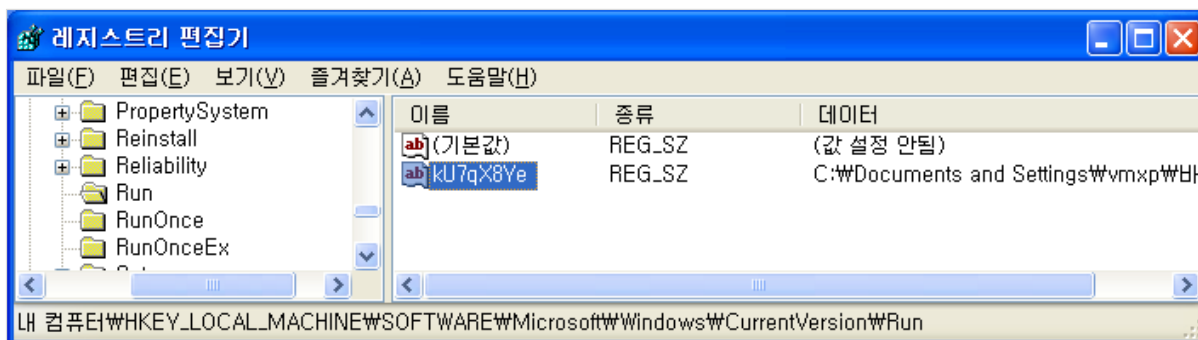 레지스트리 편집기
파일(F) 편집(E) 보기(V) 즐겨찾기(A) 도움말(H)
PropertySystem
Reinstall
Reliability
Run
RunOnce
RunOnceEx
이름 종류 데이터
(기본값) REG_SZ (값 설정 안됨)
kU7qX8Ye REG_SZ C:₩Documents and Settings₩vmxp₩바
내 컴퓨터₩HKEY_LOCAL_MACHINE₩SOFTWARE₩Microsoft₩Windows₩CurrentVersion₩Run